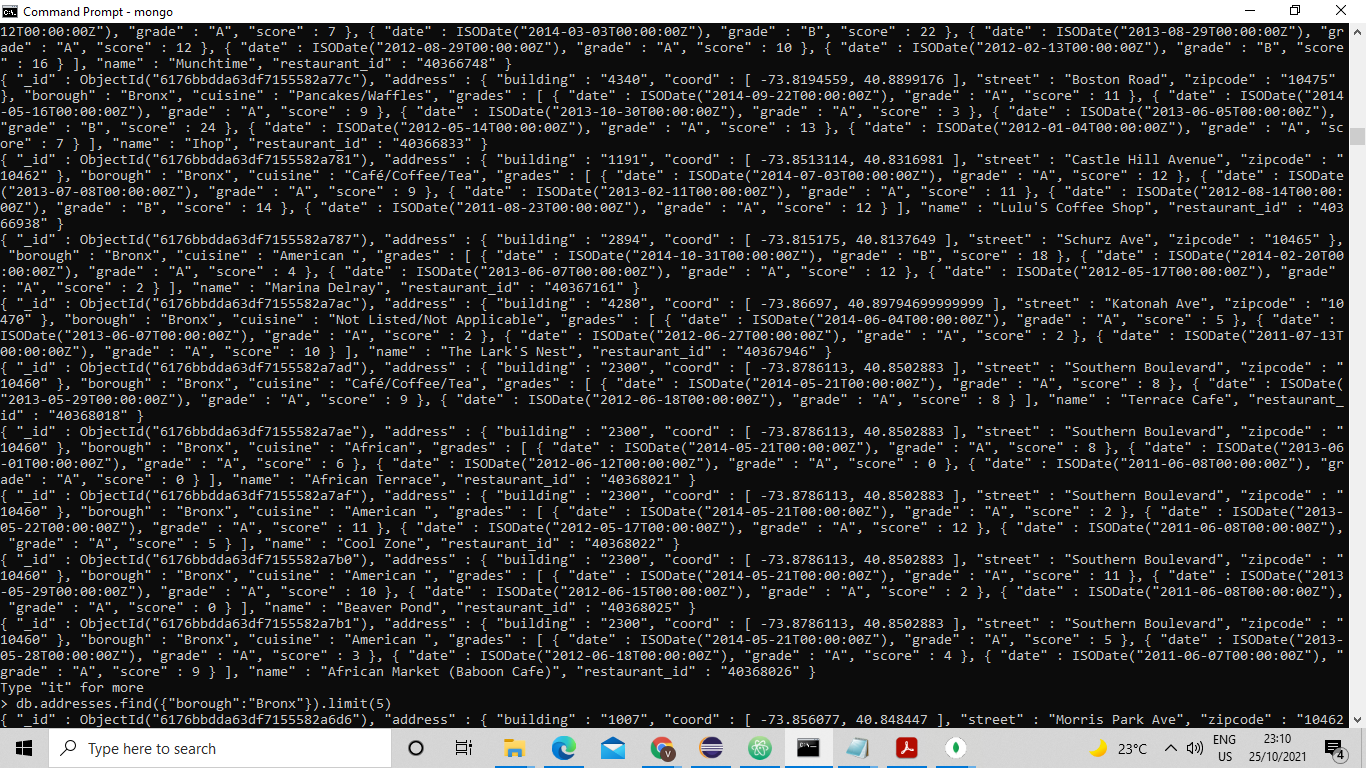 Command Prompt - mongo
12T00:00:00Z"), "grade" : "A", "score" : 7 }, { "date" : ISODate("2014-03-03T00:00:00Z"), "grade" : "B", "score" : 22 }, { "date" : ISODate("2013-08-29T00:00:00Z"), "gr
ade" : "A", "score" : 12 }, { "date" : ISODate("2012-08-29T00:00:00Z"), "grade" : "A", "score" : 10 }, { "date" : ISODate("2012-02-13T00:00:00Z"), "grade" : "B", "score
" : 16 } ], "name" : "Munchtime", "restaurant_id" : "40366748" }
{ "_id" : ObjectId("6176bbdda63df7155582a77c"), "address" : { "building" : "4340", "coord" : [ -73.8194559, 40.8899176 ], "street" : "Boston Road", "zipcode" : "10475"
}, "borough" : "Bronx", "cuisine" : "Pancakes/Waffles", "grades" : [ { "date" : ISODate("2014-09-22T00:00:00Z"), "grade" : "A", "score" : 11 }, { "date" : ISODate("2014
-05-16T00:00:00Z"), "grade" : "A", "score" : 9 }, { "date" : ISODate("2013-10-30T00:00:00Z"), "grade" : "A", "score" : 3 }, { "date" : ISODate("2013-06-05T00:00:00Z"),
"grade" : "B", "score" : 24 }, { "date" : ISODate("2012-05-14T00:00:00Z"), "grade" : "A", "score" : 13 }, { "date" : ISODate("2012-01-04T00:00:00Z"), "grade" : "A", "sc
ore" : 7 } ], "name" : "Ihop", "restaurant_id" : "40366833" }
{ "_id" : ObjectId("6176bbdda63df7155582a781"), "address" : { "building" : "1191", "coord" : [ -73.8513114, 40.8316981 ], "street" : "Castle Hill Avenue", "zipcode" : "
10462" }, "borough" : "Bronx", "cuisine" : "Café/Coffee/Tea", "grades" : [ { "date" : ISODate("2014-07-03T00:00:00Z"), "grade" : "A", "score" : 12 }, { "date" : ISODate
("2013-07-08T00:00:00Z"), "grade" : "A", "score" : 9 }, { "date" : ISODate("2013-02-11T00:00:00Z"), "grade" : "A", "score" : 11 }, { "date" : ISODate("2012-08-14T00:00:
00Z"), "grade" : "B", "score" : 14 }, { "date" : ISODate("2011-08-23T00:00:00Z"), "grade" : "A", "score" : 12 } ], "name" : "Lulu'S Coffee Shop", "restaurant_id" : "403
66938" }
{ "_id" : ObjectId("6176bbdda63df7155582a787"), "address" : { "building" : "2894", "coord" : [ -73.815175, 40.8137649 ], "street" : "Schurz Ave", "zipcode" : "10465" },
"borough" : "Bronx", "cuisine" : "American ", "grades" : [ { "date" : ISODate("2014-10-31T00:00:00Z"), "grade" : "B", "score" : 18 }, { "date" : ISODate("2014-02-20T00
:00:00Z"), "grade" : "A", "score" : 4 }, { "date" : ISODate("2013-06-07T00:00:00Z"), "grade" : "A", "score" : 12 }, { "date" : ISODate("2012-05-17T00:00:00Z"), "grade"
: "A", "score" : 2 } ], "name" : "Marina Delray", "restaurant_id" : "40367161" }
{ "_id" : ObjectId("6176bbdda63df7155582a7ac"), "address" : { "building" : "4280", "coord" : [ -73.86697, 40.89794699999999 ], "street" : "Katonah Ave", "zipcode" : "10
470" }, "borough" : "Bronx", "cuisine" : "Not Listed/Not Applicable", "grades" : [ { "date" : ISODate("2014-06-04T00:00:00Z"), "grade" : "A", "score" : 5 }, { "date" :
ISODate("2013-06-07T00:00:00Z"), "grade" : "A", "score" : 2 }, { "date" : ISODate("2012-06-27T00:00:00Z"), "grade" : "A", "score" : 2 }, { "date" : ISODate("2011-07-13T
00:00:00Z"), "grade" : "A", "score" : 10 } ], "name" : "The Lark'S Nest", "restaurant_id" : "40367946" }
{ "_id" : ObjectId("6176bbdda63df7155582a7ad"), "address" : { "building" : "2300", "coord" : [ -73.8786113, 40.8502883 ], "street" : "Southern Boulevard", "zipcode" : "
10460" }, "borough" : "Bronx", "cuisine" : "Café/Coffee/Tea", "grades" : [ { "date" : ISODate("2014-05-21T00:00:00Z"), "grade" : "A", "score" : 8 }, { "date" : ISODate(
"2013-05-29T00:00:00Z"), "grade" : "A", "score" : 9 }, { "date" : ISODate("2012-06-18T00:00:00Z"), "grade" : "A", "score" : 8 } ], "name" : "Terrace Cafe", "restaurant_
id" : "40368018" }
{ "_id" : ObjectId("6176bbdda63df7155582a7ae"), "address" : { "building" : "2300", "coord" : [ -73.8786113, 40.8502883 ], "street" : "Southern Boulevard", "zipcode" : "
10460" }, "borough" : "Bronx", "cuisine" : "African", "grades" : [ { "date" : ISODate("2014-05-21T00:00:00Z"), "grade" : "A", "score" : 8 }, { "date" : ISODate("2013-06
-01T00:00:00Z"), "grade" : "A", "score" : 6 }, { "date" : ISODate("2012-06-12T00:00:00Z"), "grade" : "A", "score" : 0 }, { "date" : ISODate("2011-06-08T00:00:00Z"), "gr
ade" : "A", "score" : 0 } ], "name" : "African Terrace", "restaurant_id" : "40368021" }
{ "_id" : ObjectId("6176bbdda63df7155582a7af"), "address" : { "building" : "2300", "coord" : [ -73.8786113, 40.8502883 ], "street" : "Southern Boulevard", "zipcode" : "
10460" }, "borough" : "Bronx", "cuisine" : "American ", "grades" : [ { "date" : ISODate("2014-05-21T00:00:00Z"), "grade" : "A", "score" : 2 }, { "date" : ISODate("2013-
05-22T00:00:00Z"), "grade" : "A", "score" : 11 }, { "date" : ISODate("2012-05-17T00:00:00Z"), "grade" : "A", "score" : 12 }, { "date" : ISODate("2011-06-08T00:00:00Z"),
"grade" : "A", "score" : 5 } ], "name" : "Cool Zone", "restaurant_id" : "40368022" }
{ "_id" : ObjectId("6176bbdda63df7155582a7b0"), "address" : { "building" : "2300", "coord" : [ -73.8786113, 40.8502883 ], "street" : "Southern Boulevard", "zipcode" : "
10460" }, "borough" : "Bronx", "cuisine" : "American ", "grades" : [ { "date" : ISODate("2014-05-21T00:00:00Z"), "grade" : "A", "score" : 11 }, { "date" : ISODate("2013
-05-29T00:00:00Z"), "grade" : "A", "score" : 10 }, { "date" : ISODate("2012-06-15T00:00:00Z"), "grade" : "A", "score" : 2 }, { "date" : ISODate("2011-06-08T00:00:00Z"),
"grade" : "A", "score" : 0 } ], "name" : "Beaver Pond", "restaurant_id" : "40368025" }
{ "_id" : ObjectId("6176bbdda63df7155582a7b1"), "address" : { "building" : "2300", "coord" : [ -73.8786113, 40.8502883 ], "street" : "Southern Boulevard", "zipcode" : "
10460" }, "borough" : "Bronx", "cuisine" : "American ", "grades" : [ { "date" : ISODate("2014-05-21T00:00:00Z"), "grade" : "A", "score" : 5 }, { "date" : ISODate("2013-
05-28T00:00:00Z"), "grade" : "A", "score" : 3 }, { "date" : ISODate("2012-06-18T00:00:00Z"), "grade" : "A", "score" : 4 }, { "date" : ISODate("2011-06-07T00:00:00Z"), "
grade" : "A", "score" : 9 } ], "name" : "African Market (Baboon Cafe)", "restaurant_id" : "40368026" }
Type "it" for more
> db.addresses.find({"borough":"Bronx"}).limit(5)
{ "_id" : ObjectId("6176bbdda63df7155582a6d6"), "address" : { "building" : "1007", "coord" : [ -73.856077, 40.848447 ], "street" : "Morris Park Ave", "zipcode" : "10462
Type here to search
V
23°C
ENG
US
23:10
25/10/2021
4